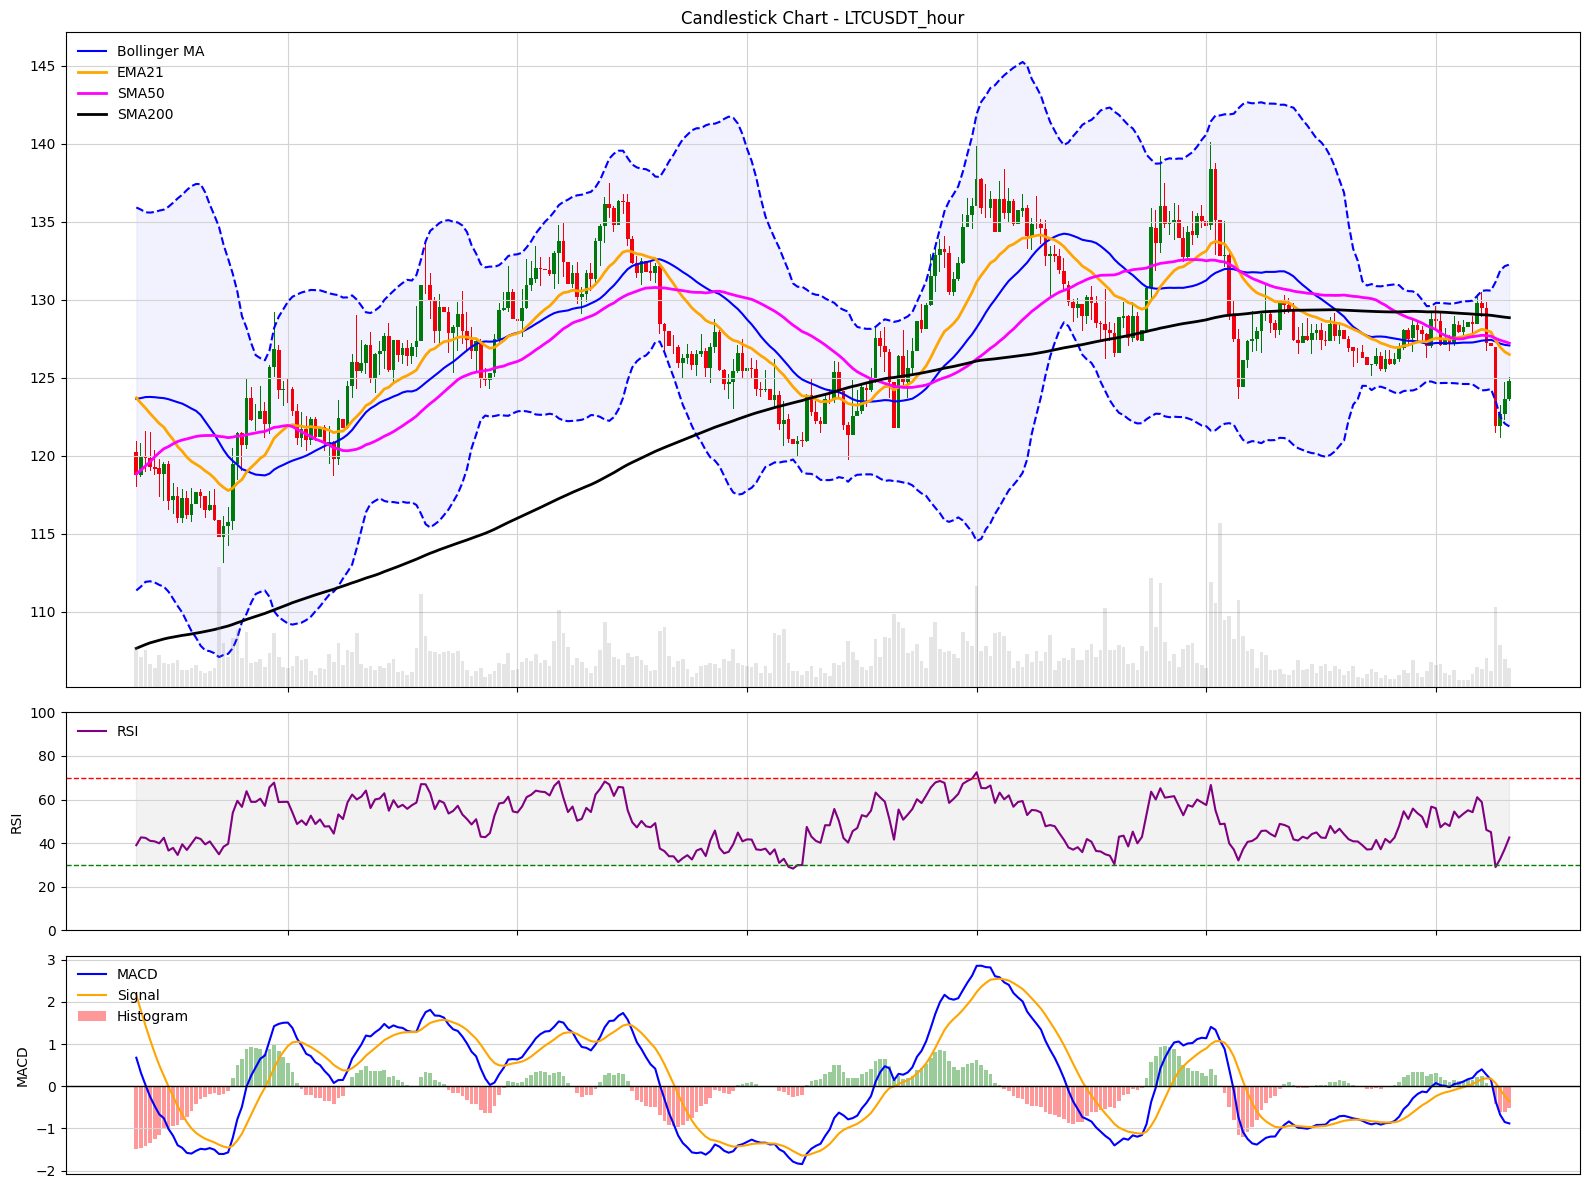 Candlestick Chart - LTCUSDT_hour
Bollinger MA
EMA21
SMA50
SMA200
145
140
135
130
125
120
115
110
RSI
100
80
60
40
20
0
RSI
MACD
Signal
Histogram
3
2
1
0
−1
−2
MACD